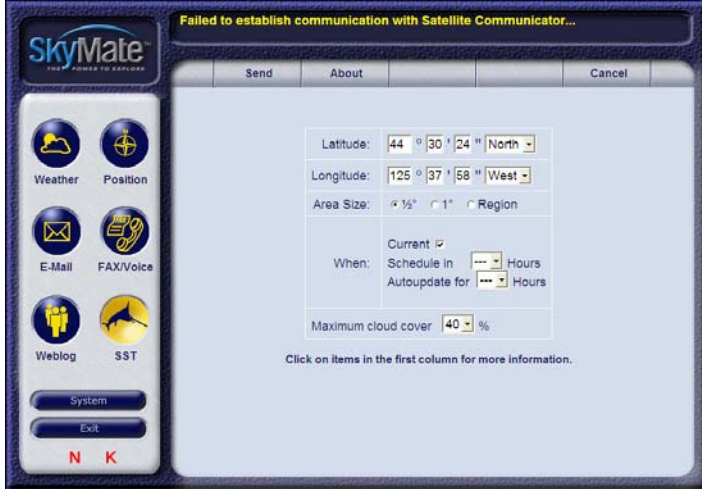 Failed to establish communication with Satellite Communicator...
SkyMate™
THE POWER TO EXPLORE
Send About Cancel
Weather Position
E-Mail FAX/Voice
Weblog SST
System
Exit
N K
Latitude: 44 ° 30 ' 24 " North
Longitude: 125 ° 37 ' 58 " West
Area Size: ½° 1° Region
When:
Current
Schedule in --- Hours
Autoupdate for --- Hours
Maximum cloud cover 40 %
Click on items in the first column for more information.